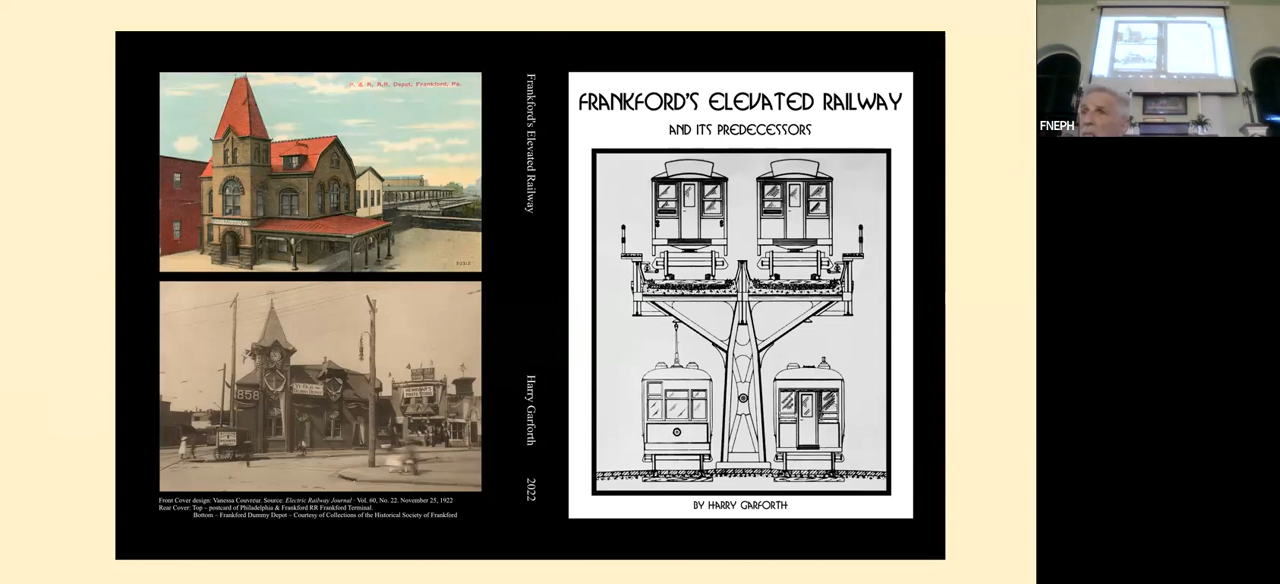 P. & R. R.R. Depot, Frankford, Pa.
1858
Front Cover design: Vanessa Couvreur. Source: Electric Railway Journal - Vol. 60, No. 22. November 25, 1922
Rear Cover: Top – postcard of Philadelphia & Frankford RR Frankford Terminal.
Bottom – Frankford Dummy Depot – Courtesy of Collections of the Historical Society of Frankford
Frankford's Elevated Railway
Harry Garforth
2022
FRANKFORD'S ELEVATED RAILWAY
AND ITS PREDECESSORS
BY HARRY GARFORTH
FNEPH